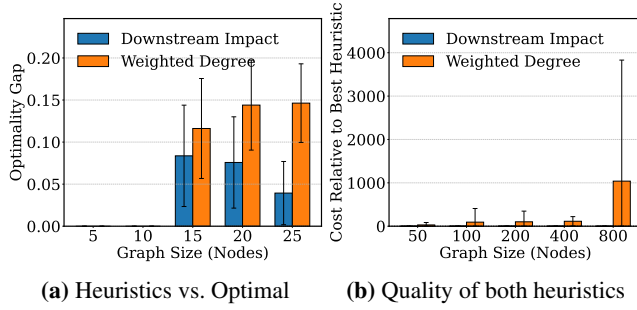 Downstream Impact
Weighted Degree
Optimality Gap
0.20
0.15
0.10
0.05
0.00
5 10 15 20 25
Graph Size (Nodes)
(a) Heuristics vs. Optimal
Downstream Impact
Weighted Degree
Cost Relative to Best Heuristic
4000
3000
2000
1000
0
50 100 200 400 800
Graph Size (Nodes)
(b) Quality of both heuristics